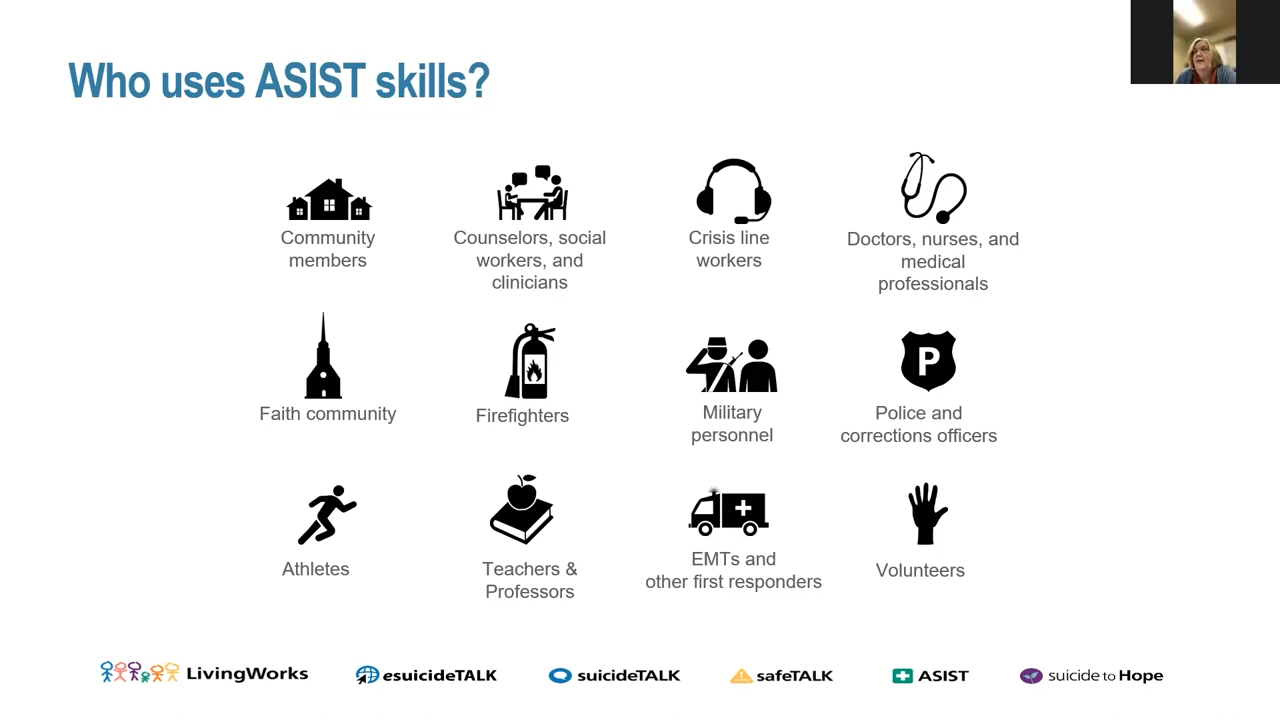 Who uses ASIST skills?
Community
members
Counselors, social
workers, and
clinicians
Crisis line
workers
Doctors, nurses, and
medical
professionals
Faith community
Firefighters
Military
personnel
P
Police and
corrections officers
Athletes
Teachers &
Professors
EMTs and
other first responders
Volunteers
LivingWorks
esuicideTALK
suicideTALK
safeTALK
ASIST
suicide to Hope